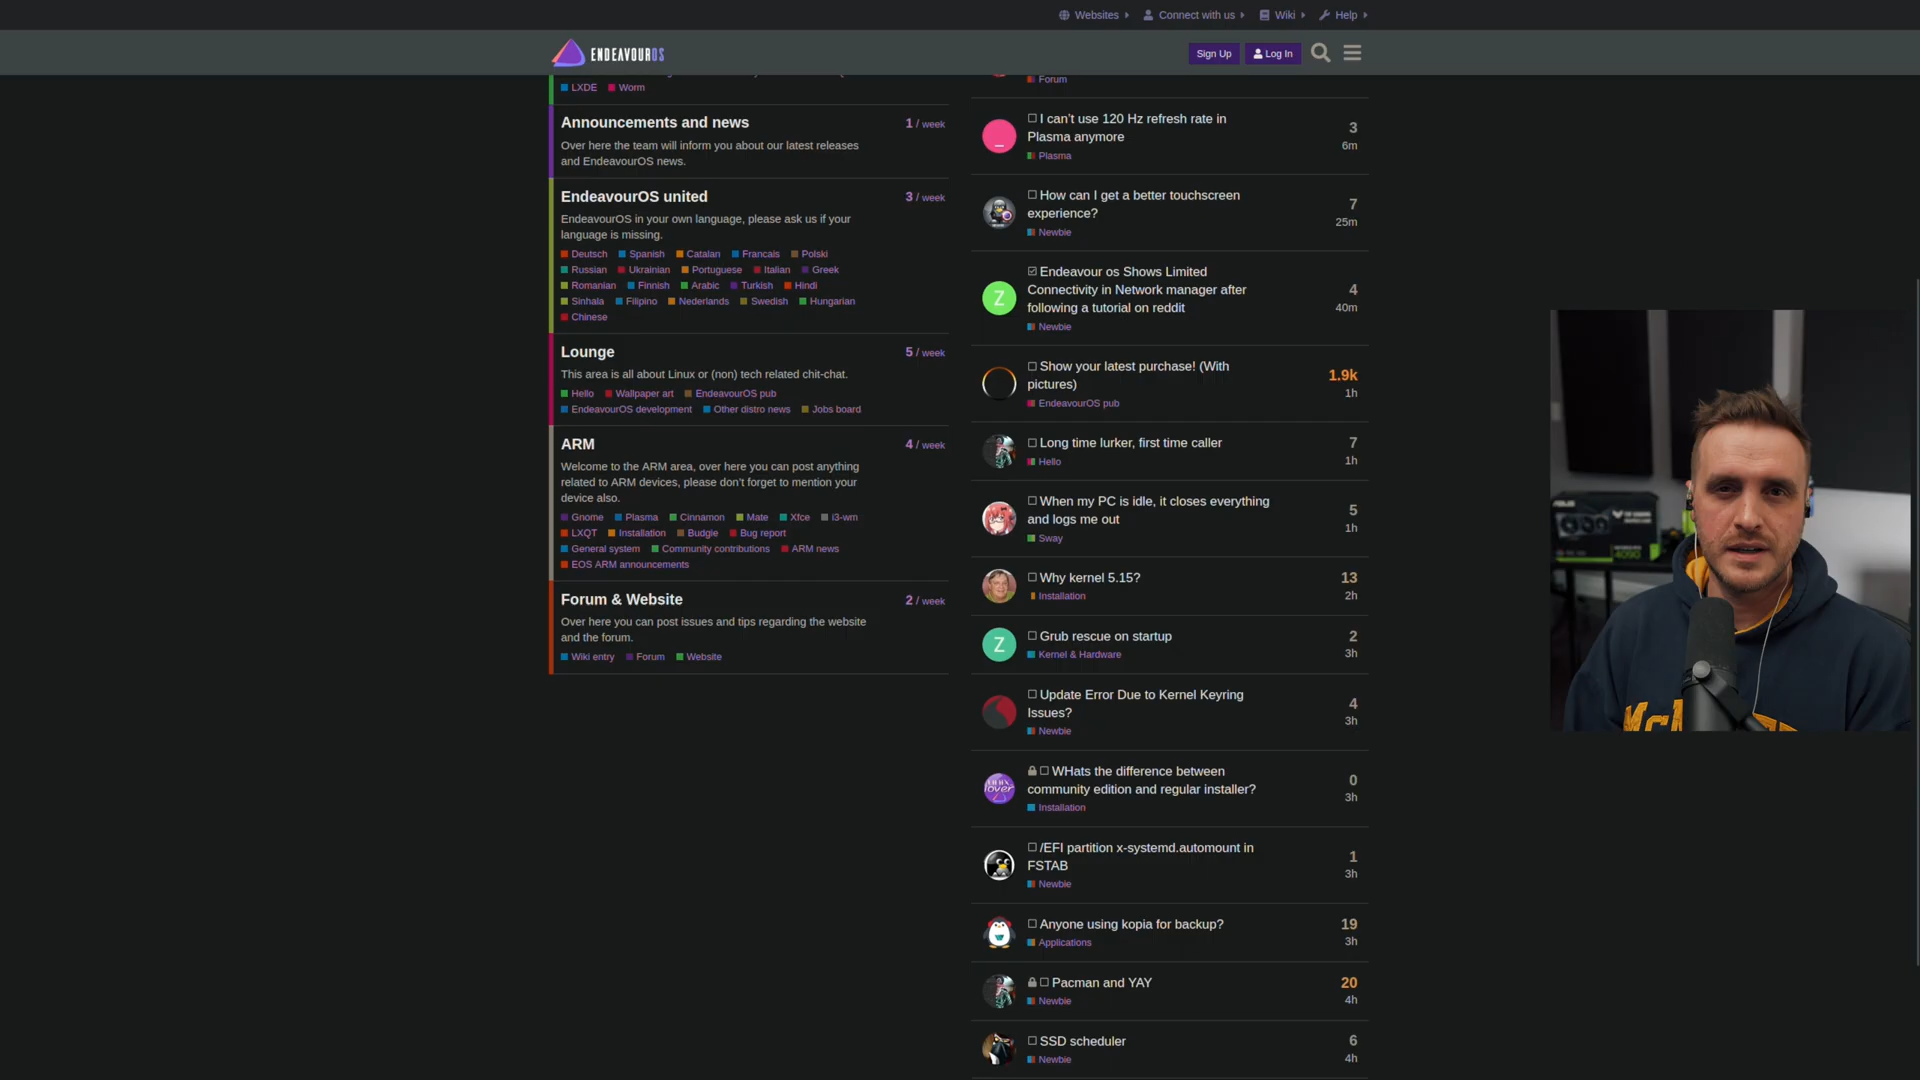 Websites
Connect with us
Wiki
Help
ENDEAVOUROS
Sign Up
Log In
LXDE Worm
Announcements and news
1 / week
Over here the team will inform you about our latest releases
and EndeavourOS news.
EndeavourOS united
3 / week
EndeavourOS in your own language, please ask us if your
language is missing.
Deutsch Spanish Catalan Francais Polski
Russian Ukrainian Portuguese Italian Greek
Romanian Finnish Arabic Turkish Hindi
Sinhala Filipino Nederlands Swedish Hungarian
Chinese
Lounge
5 / week
This area is all about Linux or (non) tech related chit-chat.
Hello Wallpaper art EndeavourOS pub
EndeavourOS development Other distro news Jobs board
ARM
4 / week
Welcome to the ARM area, over here you can post anything
related to ARM devices, please don't forget to mention your
device also.
Gnome Plasma Cinnamon Mate Xfce i3-wm
LXQT Installation Budgie Bug report
General system Community contributions ARM news
EOS ARM announcements
Forum & Website
2 / week
Over here you can post issues and tips regarding the website
and the forum.
Wiki entry Forum Website
Forum
I can't use 120 Hz refresh rate in
Plasma anymore
Plasma
3
6m
How can I get a better touchscreen
experience?
Newbie
7
25m
Z
Endeavour os Shows Limited
Connectivity in Network manager after
following a tutorial on reddit
Newbie
4
40m
Show your latest purchase! (With
pictures)
EndeavourOS pub
1.9k
1h
Long time lurker, first time caller
Hello
7
1h
When my PC is idle, it closes everything
and logs me out
Sway
5
1h
Why kernel 5.15?
Installation
13
2h
Z
Grub rescue on startup
Kernel & Hardware
2
3h
Update Error Due to Kernel Keyring
Issues?
Newbie
4
3h
lover
WHats the difference between
community edition and regular installer?
Installation
0
3h
/EFI partition x-systemd.automount in
FSTAB
Newbie
1
3h
Anyone using kopia for backup?
Applications
19
3h
Pacman and YAY
Newbie
20
4h
SSD scheduler
Newbie
6
4h